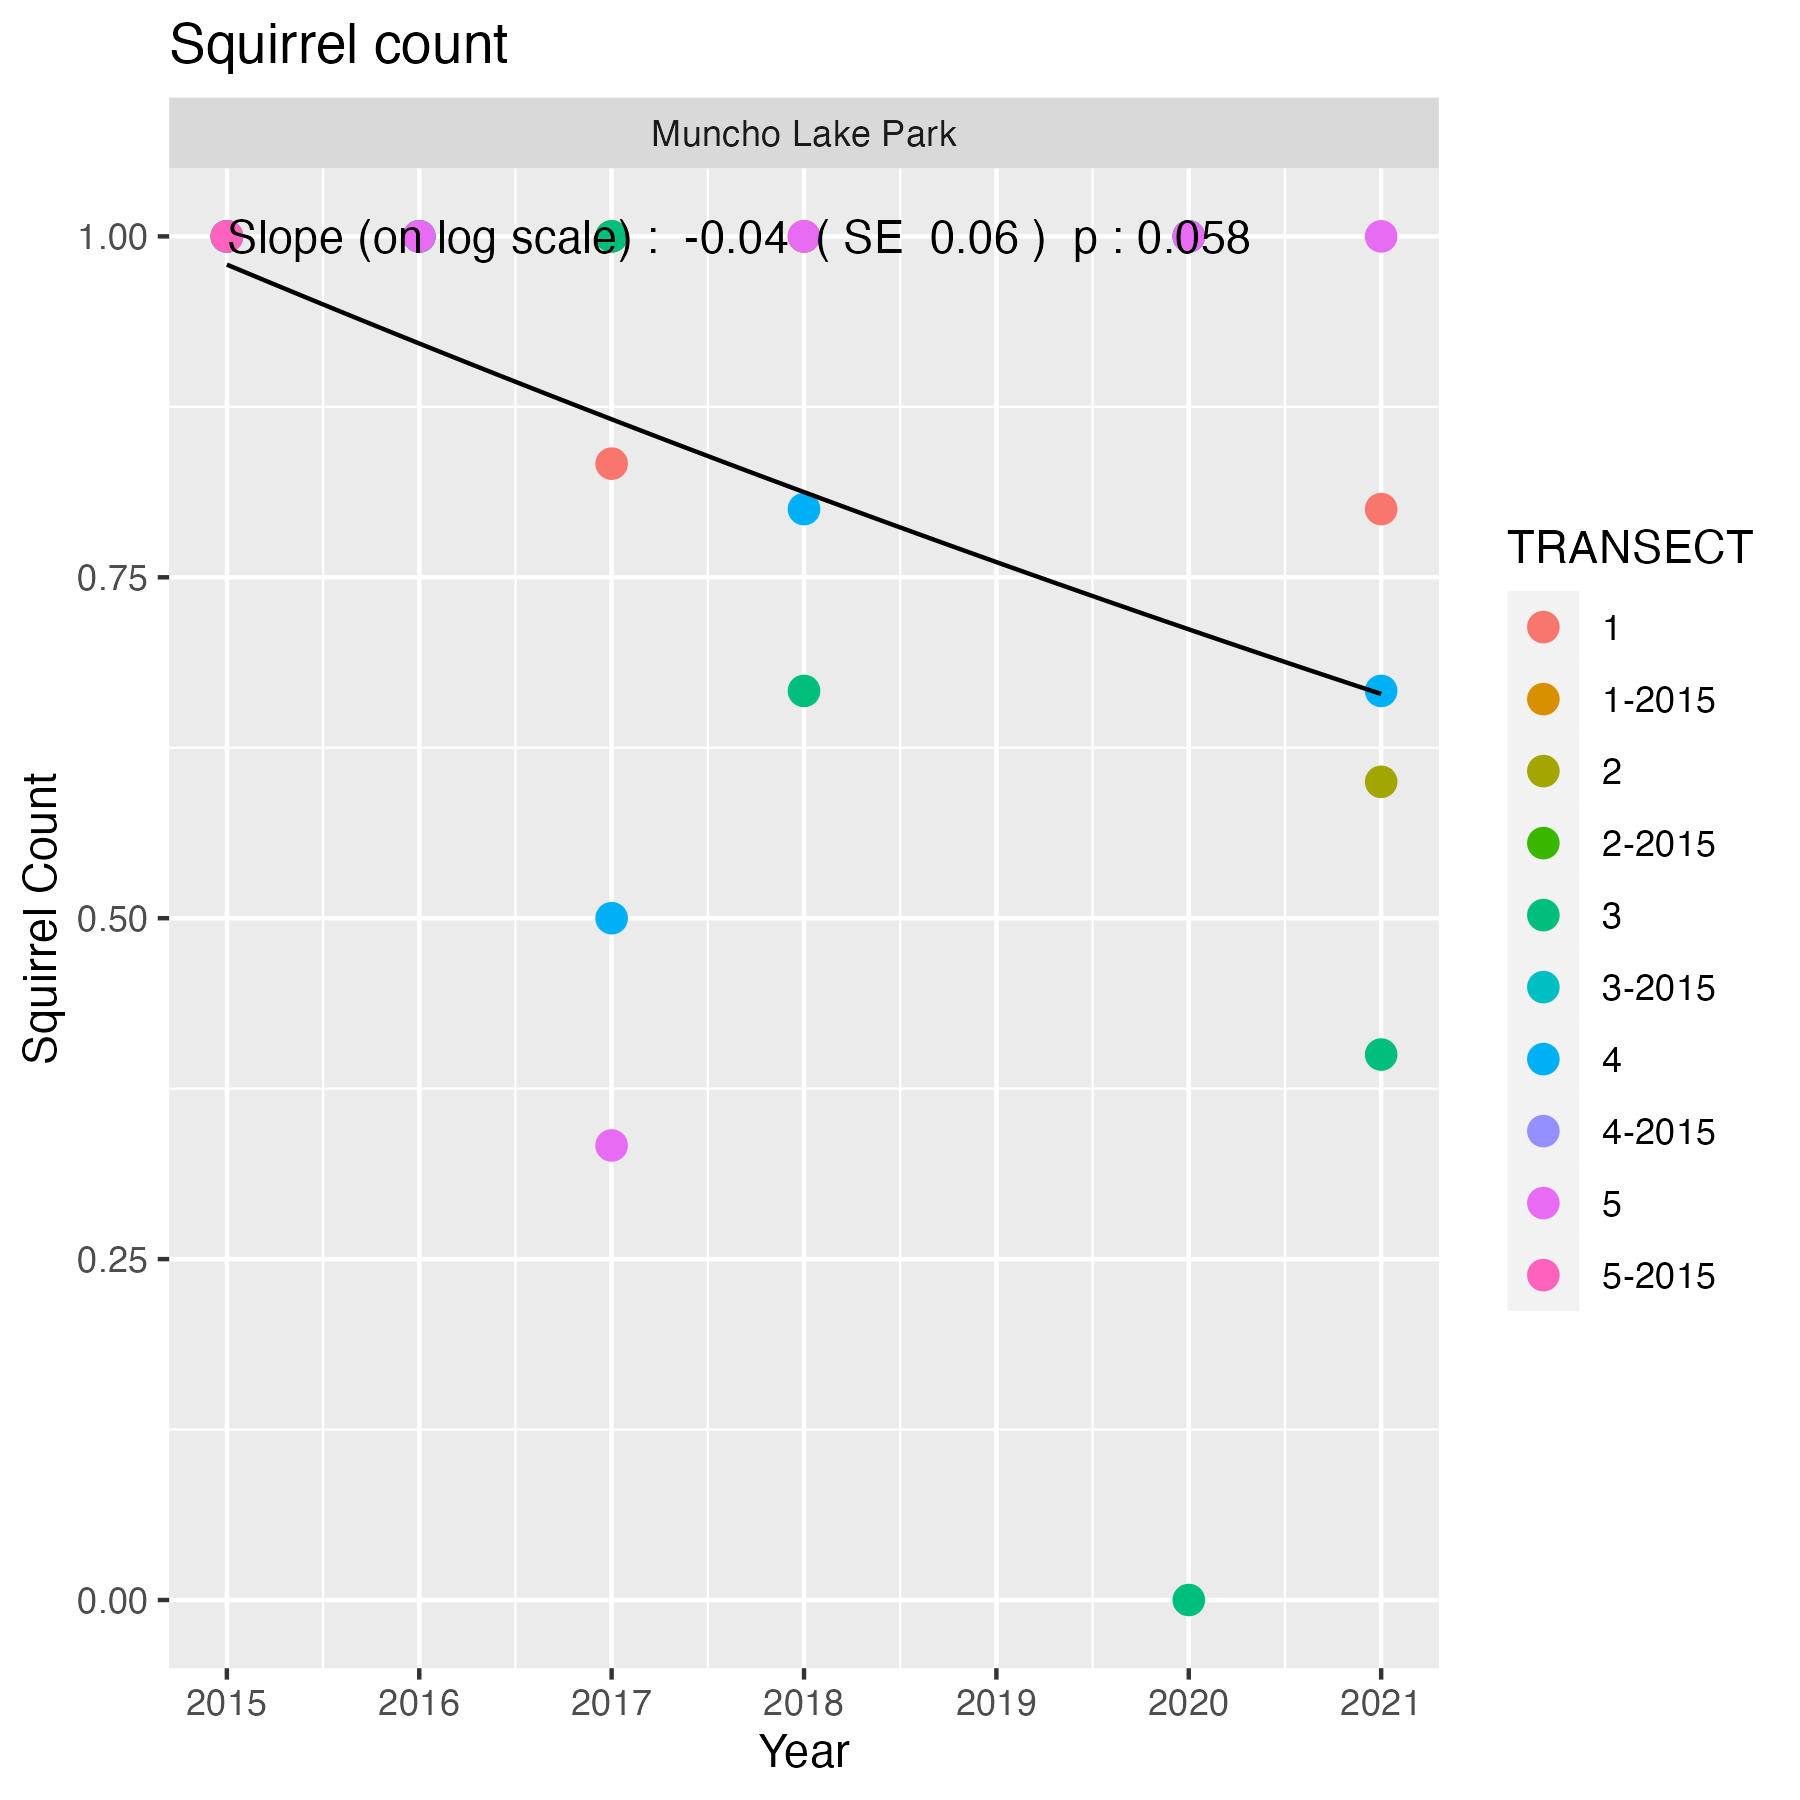 Squirrel count
Muncho Lake Park
Slope (on log scale) :  -0.04  ( SE  0.06 )  p : 0.058
1.00
0.75
0.50
0.25
0.00
Squirrel Count
2015 2016 2017 2018 2019 2020 2021
Year
TRANSECT
1
1-2015
2
2-2015
3
3-2015
4
4-2015
5
5-2015